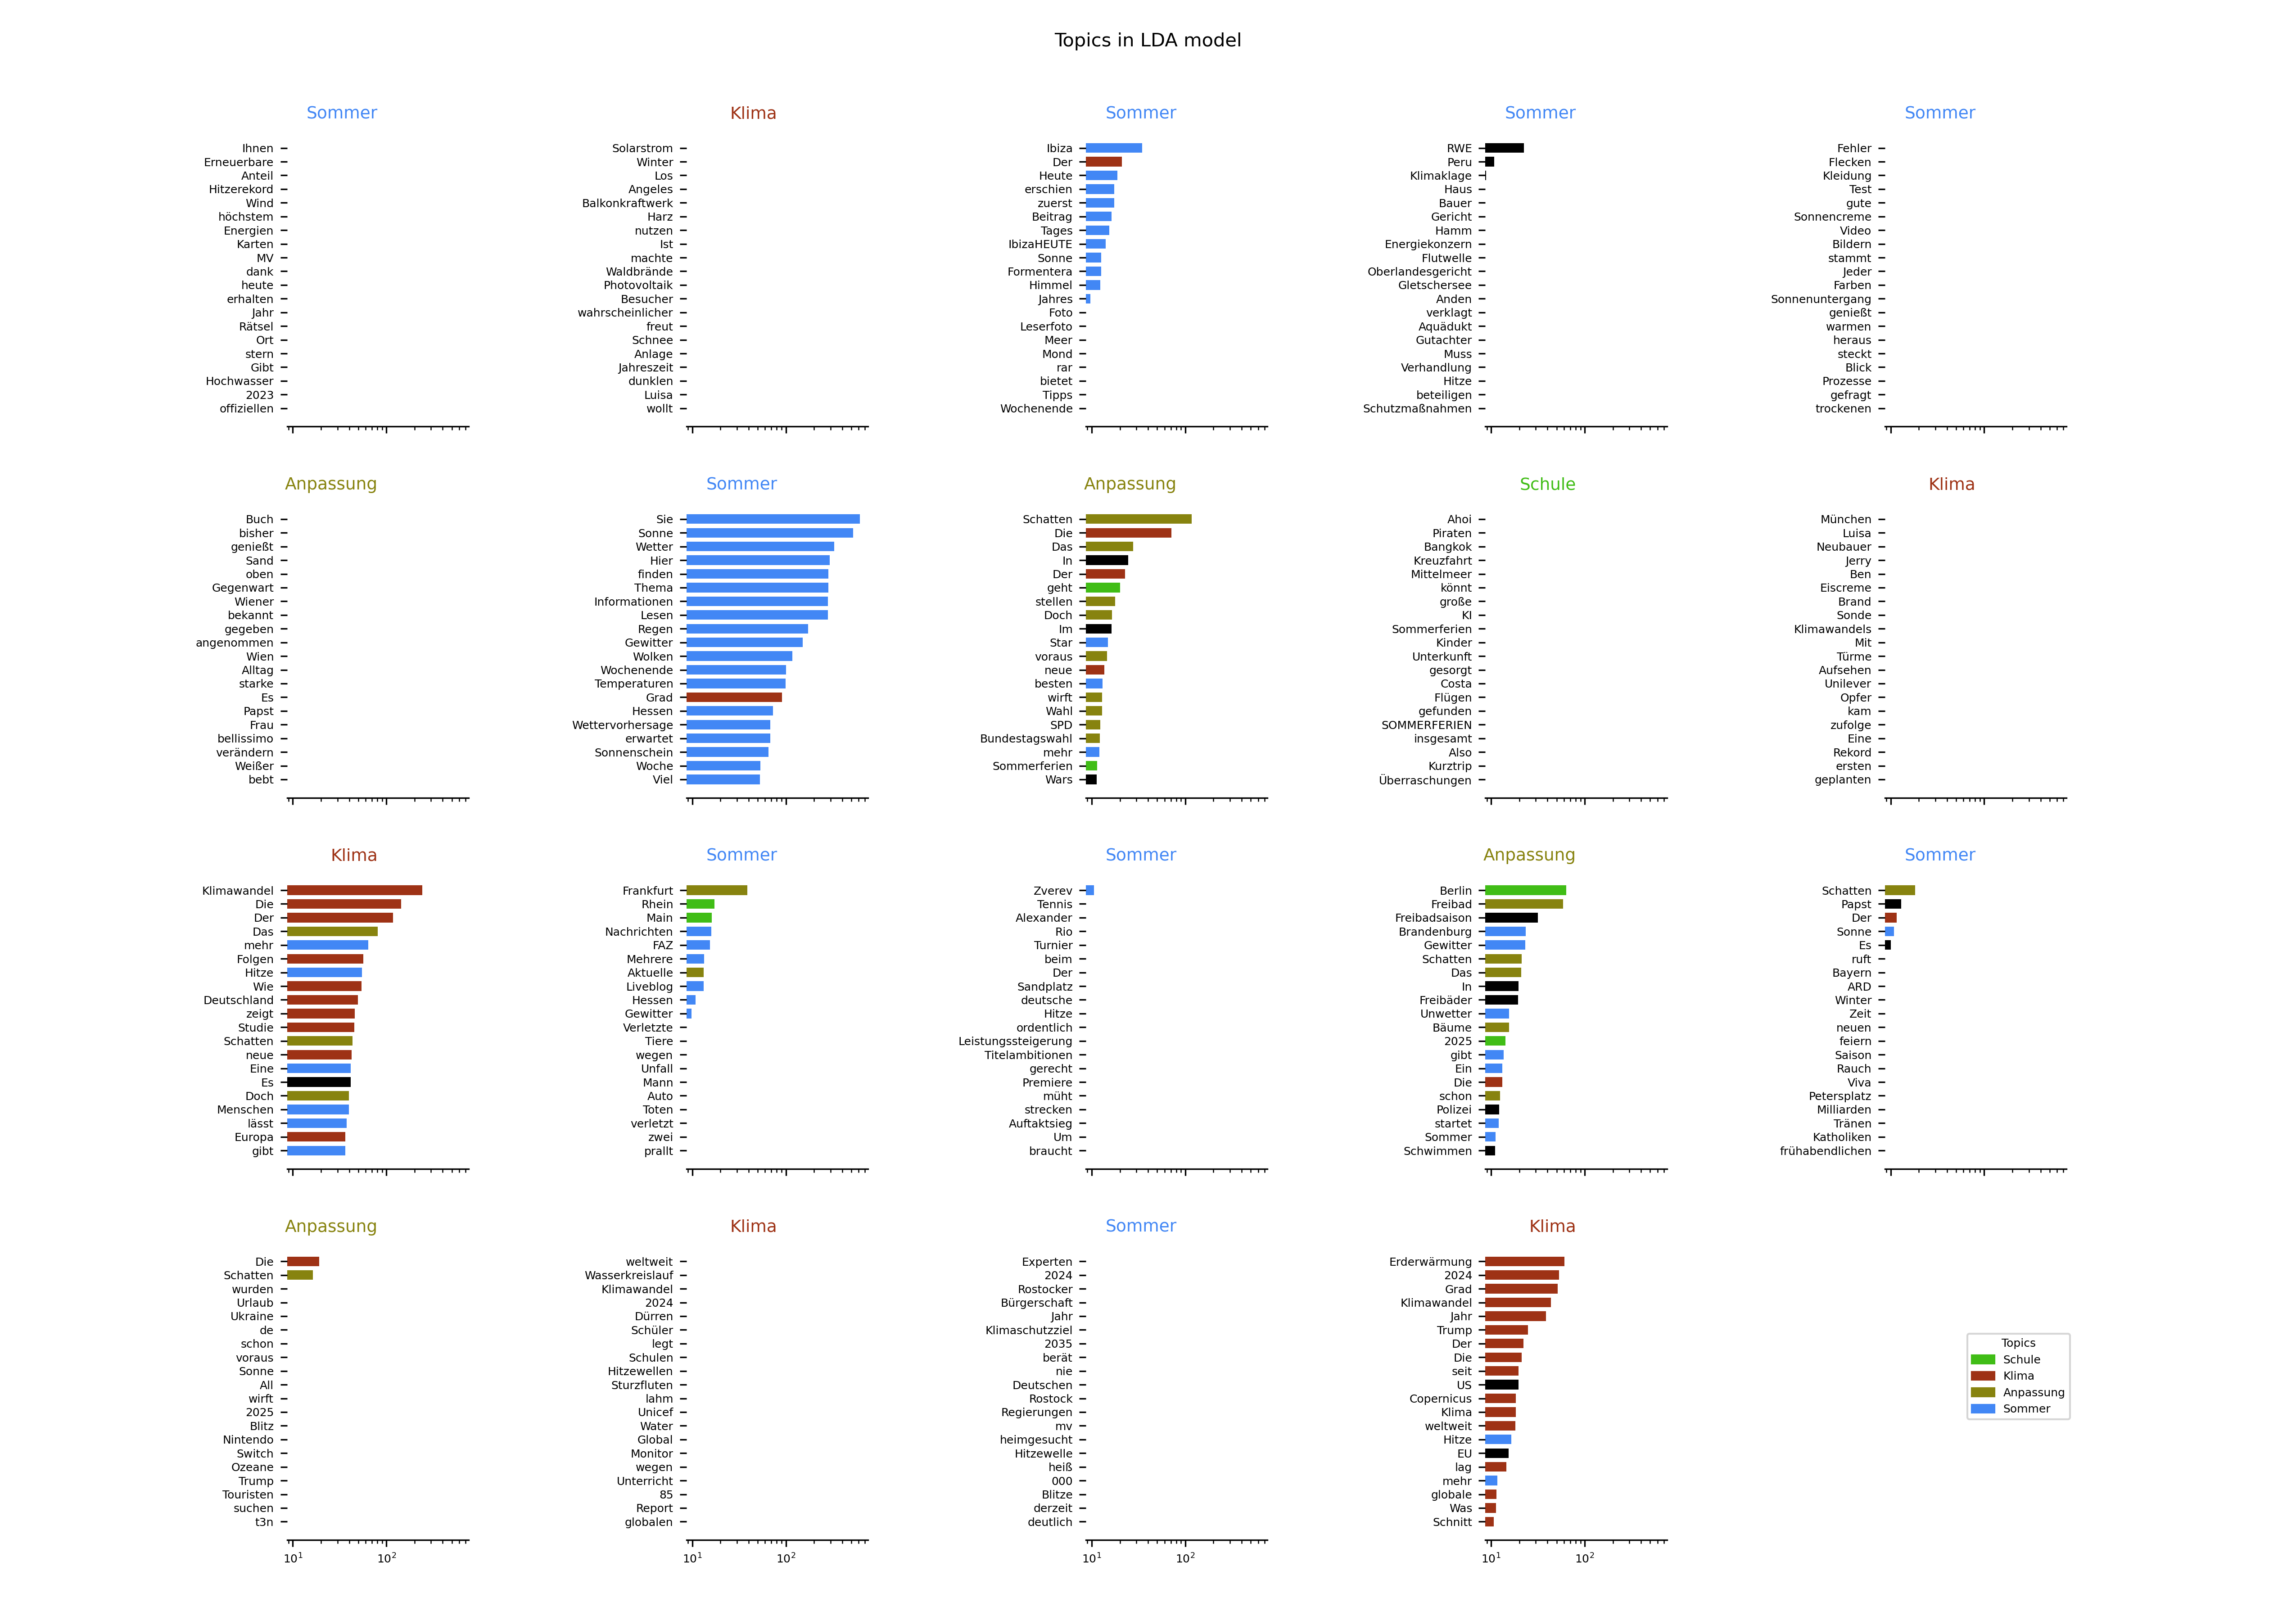 Topics in LDA model
Sommer
Ihnen
Erneuerbare
Anteil
Hitzerekord
Wind
höchstem
Energien
Karten
MV
dank
heute
erhalten
Jahr
Rätsel
Ort
stern
Gibt
Hochwasser
2023
offiziellen
Klima
Solarstrom
Winter
Los
Angeles
Balkonkraftwerk
Harz
nutzen
Ist
machte
Waldbrände
Photovoltaik
Besucher
wahrscheinlicher
freut
Schnee
Anlage
Jahreszeit
dunklen
Luisa
wollt
Sommer
Ibiza
Der
Heute
erschien
zuerst
Beitrag
Tages
IbizaHEUTE
Sonne
Formentera
Himmel
Jahres
Foto
Leserfoto
Meer
Mond
rar
bietet
Tipps
Wochenende
Sommer
RWE
Peru
Klimaklage
Haus
Bauer
Gericht
Hamm
Energiekonzern
Flutwelle
Oberlandesgericht
Gletschersee
Anden
verklagt
Aquädukt
Gutachter
Muss
Verhandlung
Hitze
beteiligen
Schutzmaßnahmen
Sommer
Fehler
Flecken
Kleidung
Test
gute
Sonnencreme
Video
Bildern
stammt
Jeder
Farben
Sonnenuntergang
genießt
warmen
heraus
steckt
Blick
Prozesse
gefragt
trockenen
Anpassung
Buch
bisher
genießt
Sand
oben
Gegenwart
Wiener
bekannt
gegeben
angenommen
Wien
Alltag
starke
Es
Papst
Frau
bellissimo
verändern
Weißer
bebt
Sommer
Sie
Sonne
Wetter
Hier
finden
Thema
Informationen
Lesen
Regen
Gewitter
Wolken
Wochenende
Temperaturen
Grad
Hessen
Wettervorhersage
erwartet
Sonnenschein
Woche
Viel
Anpassung
Schatten
Die
Das
In
Der
geht
stellen
Doch
Im
Star
voraus
neue
besten
wirft
Wahl
SPD
Bundestagswahl
mehr
Sommerferien
Wars
Schule
Ahoi
Piraten
Bangkok
Kreuzfahrt
Mittelmeer
könnt
große
KI
Sommerferien
Kinder
Unterkunft
gesorgt
Costa
Flügen
gefunden
SOMMERFERIEN
insgesamt
Also
Kurztrip
Überraschungen
Klima
München
Luisa
Neubauer
Jerry
Ben
Eiscreme
Brand
Sonde
Klimawandels
Mit
Türme
Aufsehen
Unilever
Opfer
kam
zufolge
Eine
Rekord
ersten
geplanten
Klima
Klimawandel
Die
Der
Das
mehr
Folgen
Hitze
Wie
Deutschland
zeigt
Studie
Schatten
neue
Eine
Es
Doch
Menschen
lässt
Europa
gibt
Sommer
Frankfurt
Rhein
Main
Nachrichten
FAZ
Mehrere
Aktuelle
Liveblog
Hessen
Gewitter
Verletzte
Tiere
wegen
Unfall
Mann
Auto
Toten
verletzt
zwei
prallt
Sommer
Zverev
Tennis
Alexander
Rio
Turnier
beim
Der
Sandplatz
deutsche
Hitze
ordentlich
Leistungssteigerung
Titelambitionen
gerecht
Premiere
müht
strecken
Auftaktsieg
Um
braucht
Anpassung
Berlin
Freibad
Freibadsaison
Brandenburg
Gewitter
Schatten
Das
In
Freibäder
Unwetter
Bäume
2025
gibt
Ein
Die
schon
Polizei
startet
Sommer
Schwimmen
Sommer
Schatten
Papst
Der
Sonne
Es
ruft
Bayern
ARD
Winter
Zeit
neuen
feiern
Saison
Rauch
Viva
Petersplatz
Milliarden
Tränen
Katholiken
frühabendlichen
Anpassung
Die
Schatten
wurden
Urlaub
Ukraine
de
schon
voraus
Sonne
All
wirft
2025
Blitz
Nintendo
Switch
Ozeane
Trump
Touristen
suchen
t3n
10¹ 10²
Klima
weltweit
Wasserkreislauf
Klimawandel
2024
Dürren
Schüler
legt
Schulen
Hitzewellen
Sturzfluten
lahm
Unicef
Water
Global
Monitor
wegen
Unterricht
85
Report
globalen
10¹ 10²
Sommer
Experten
2024
Rostocker
Bürgerschaft
Jahr
Klimaschutzziel
2035
berät
nie
Deutschen
Rostock
Regierungen
mv
heimgesucht
Hitzewelle
heiß
000
Blitze
derzeit
deutlich
10¹ 10²
Klima
Erderwärmung
2024
Grad
Klimawandel
Jahr
Trump
Der
Die
seit
US
Copernicus
Klima
weltweit
Hitze
EU
lag
mehr
globale
Was
Schnitt
10¹ 10²
Topics
Schule
Klima
Anpassung
Sommer